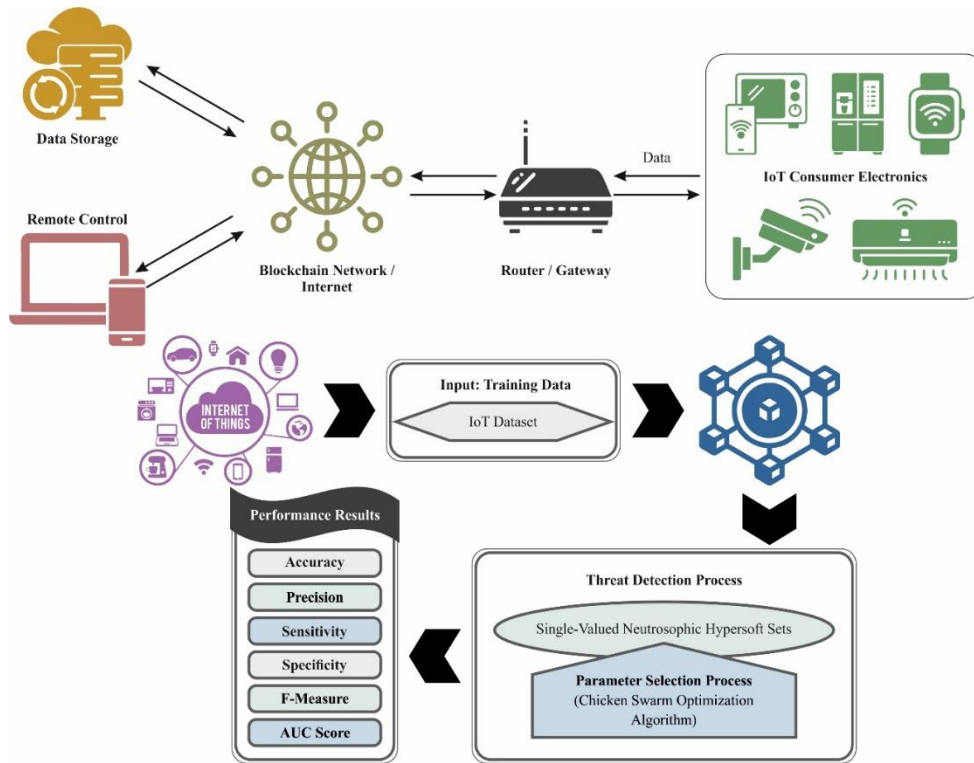 Data Storage
Remote Control
Blockchain Network /
Internet
Router / Gateway
Data
IoT Consumer Electronics
INTERNET
OF THINGS
Input: Training Data
IoT Dataset
Performance Results
Accuracy
Precision
Sensitivity
Specificity
F-Measure
AUC Score
Threat Detection Process
Single-Valued Neutrosophic Hypersoft Sets
Parameter Selection Process
(Chicken Swarm Optimization
Algorithm)